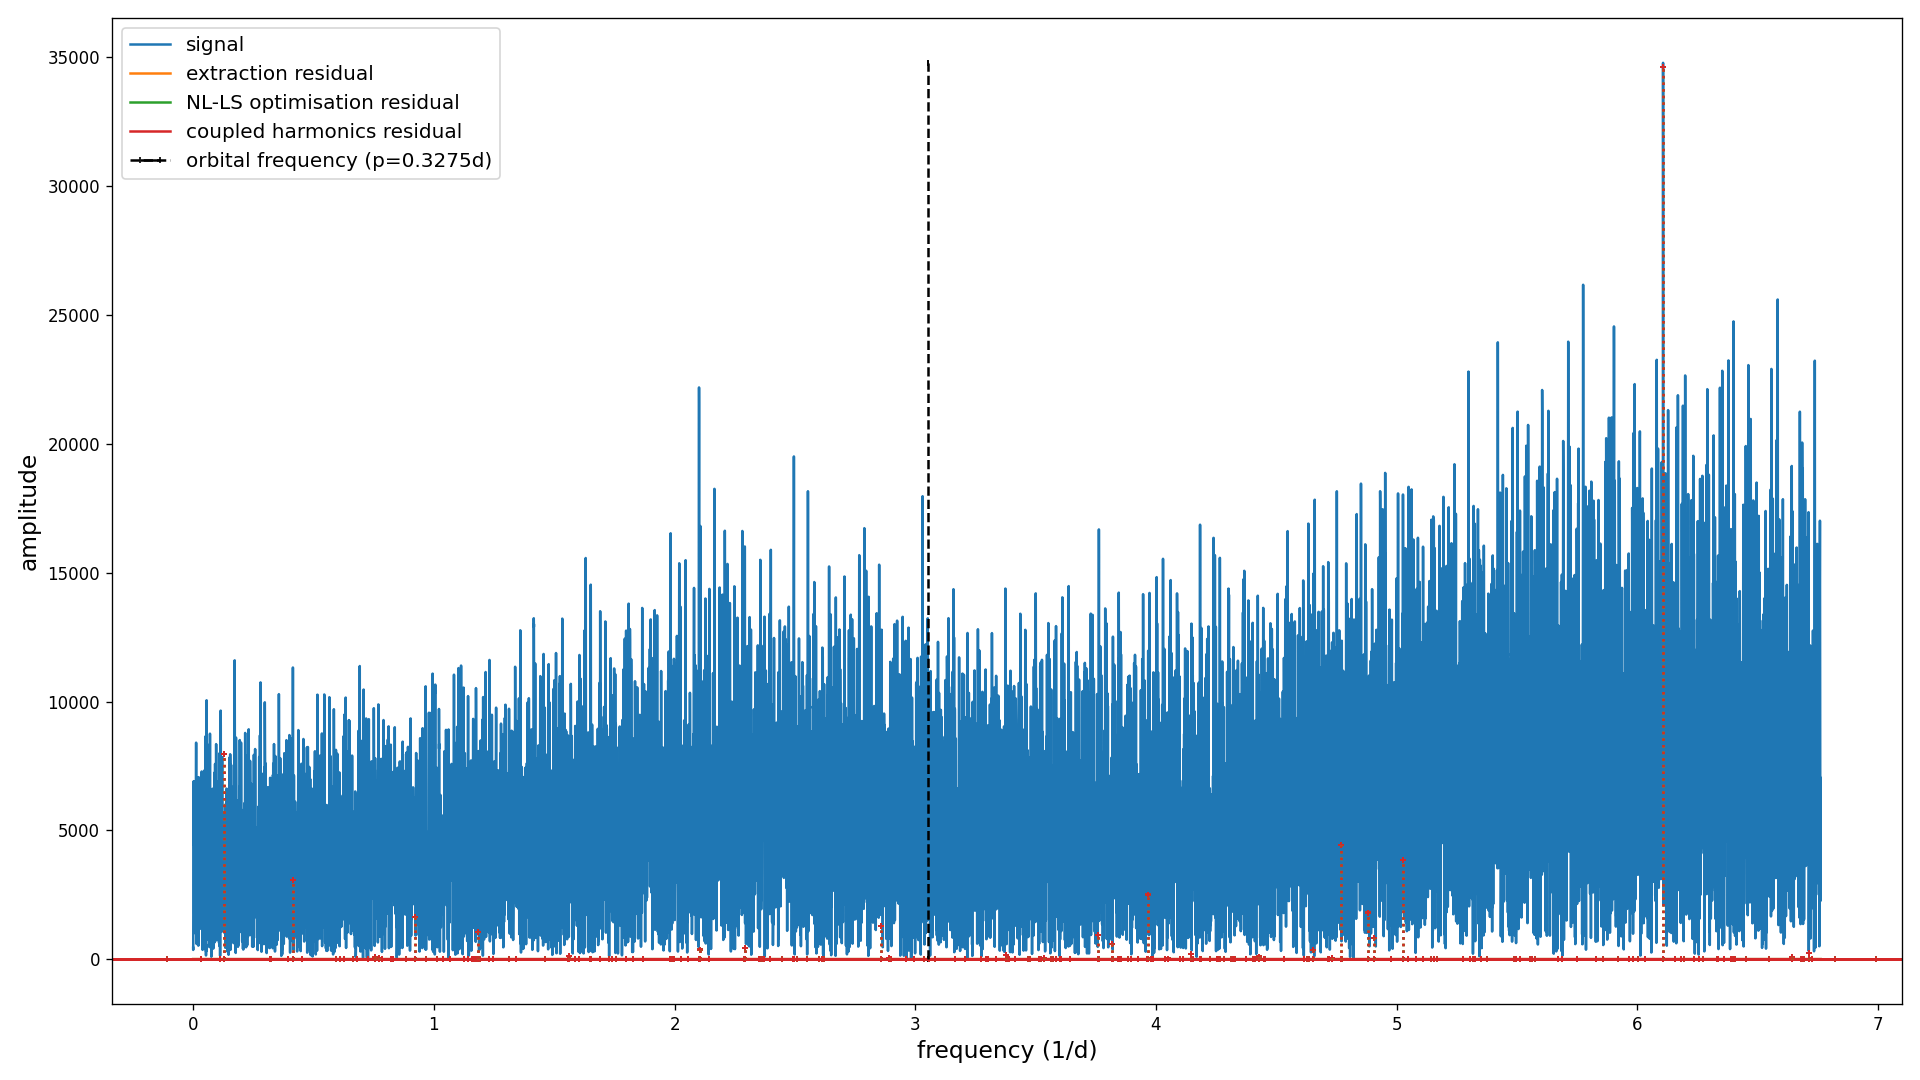 signal
extraction residual
NL-LS optimisation residual
coupled harmonics residual
orbital frequency (p=0.3275d)
amplitude
35000
30000
25000
20000
15000
10000
5000
0
0 1 2 3 4 5 6 7
frequency (1/d)